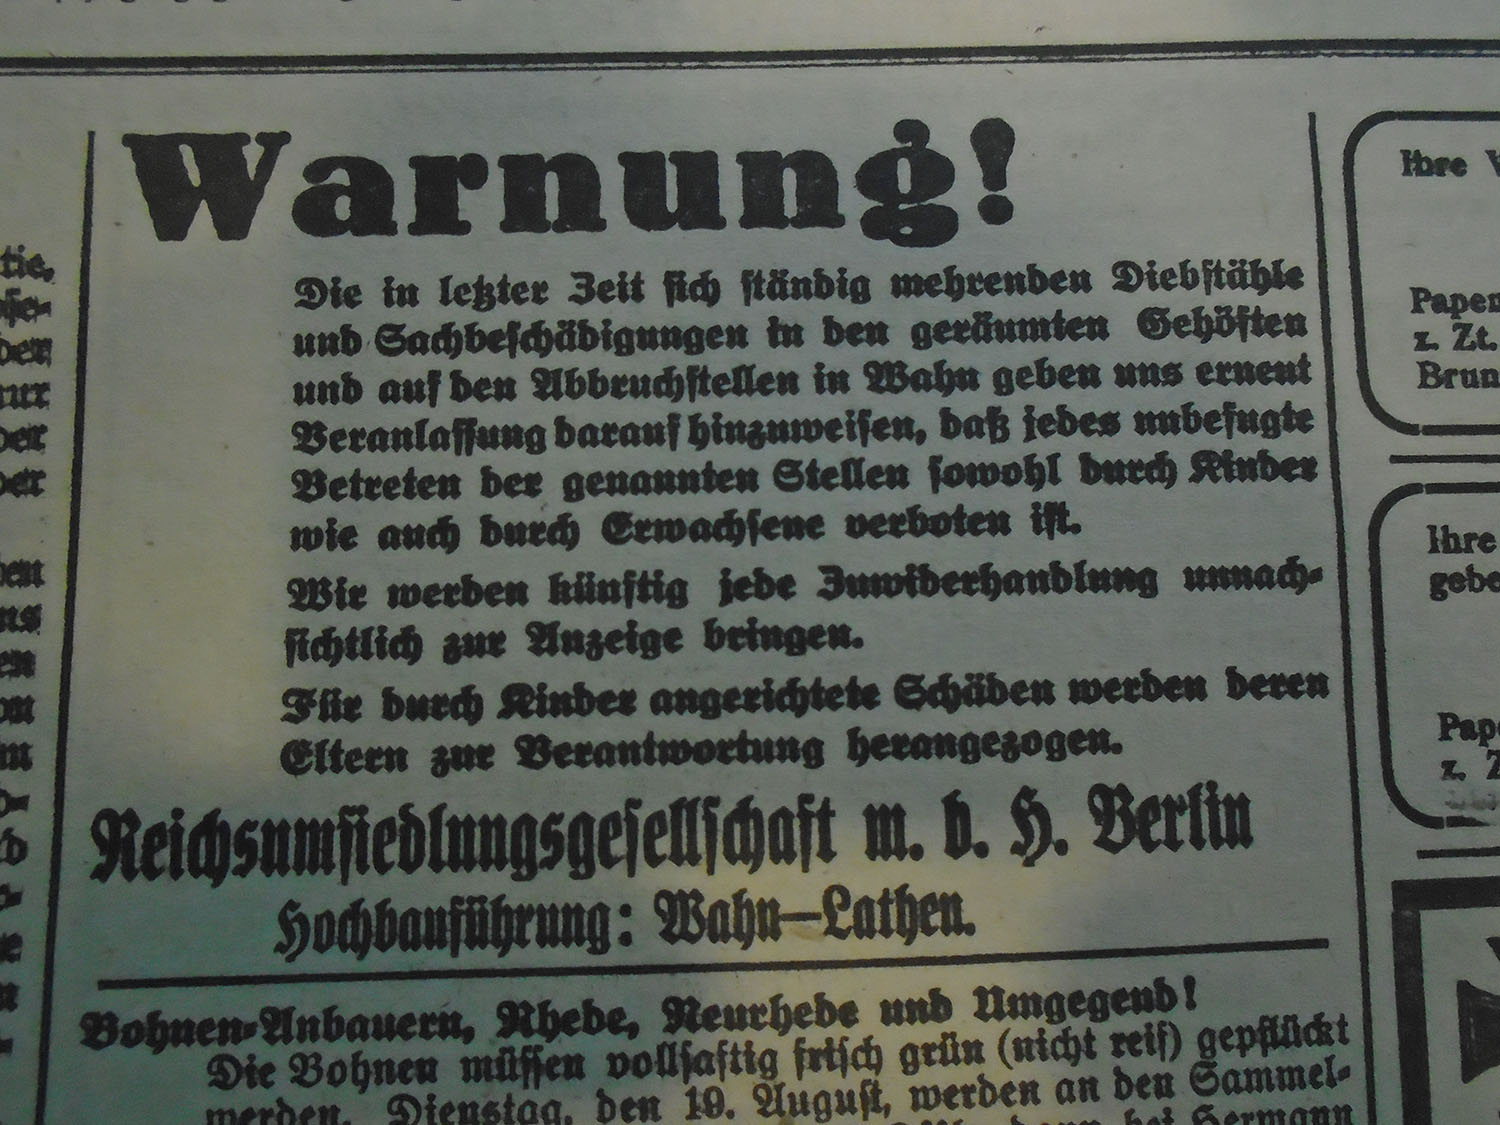 Warnung!
Die in letzter Zeit sich ständig mehrenden Diebstähle
und Sachbeschädigungen in den geräumten Gehöften
und auf den Abbruchstellen in Wahn geben uns erneut
Veranlassung darauf hinzuweisen, daß jedes unbefugte
Betreten der genannten Stellen sowohl durch Kinder
wie auch durch Erwachsene verboten ist.
Wir werden künftig jede Zuwiderhandlung unnach-
sichtlich zur Anzeige bringen.
Für durch Kinder angerichtete Schäden werden deren
Eltern zur Verantwortung herangezogen.
Reichsumsiedlungsgesellschaft m. b. H. Berlin
Hochbauführung: Wahn—Lathen.
Bohnen-Anbauern, Rhede, Neurhede und Umgegend!
Die Bohnen müssen vollsaftig frisch grün (nicht reif) gepflückt
werden. Dienstag, den 19. August, werden an den Sammel-
bei Hermann
Ihre
z. Zt.
Ihre